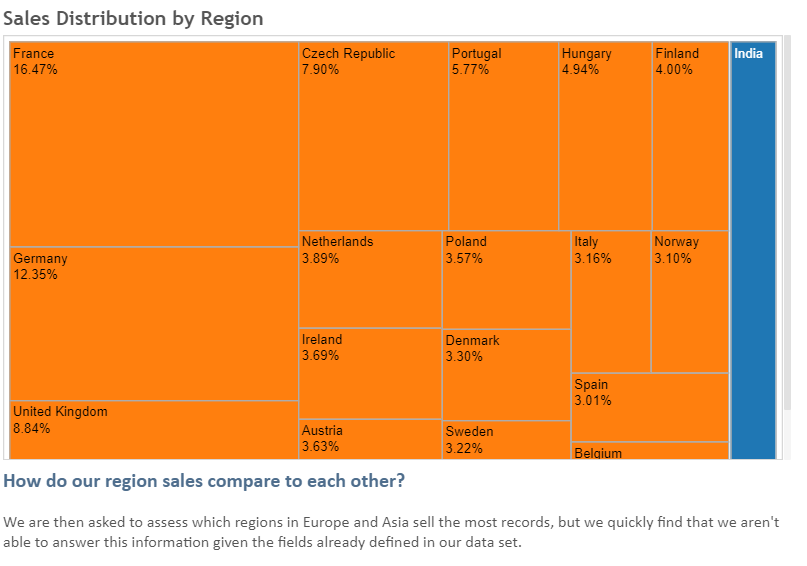 Sales Distribution by Region
France
16.47%
Czech Republic
7.90%
Portugal
5.77%
Hungary
4.94%
Finland
4.00%
India
Netherlands
3.89%
Poland
3.57%
Italy
3.16%
Norway
3.10%
Germany
12.35%
Ireland
3.69%
Denmark
3.30%
Spain
3.01%
United Kingdom
8.84%
Austria
3.63%
Sweden
3.22%
Belgium
How do our region sales compare to each other?
We are then asked to assess which regions in Europe and Asia sell the most records, but we quickly find that we aren't
able to answer this information given the fields already defined in our data set.